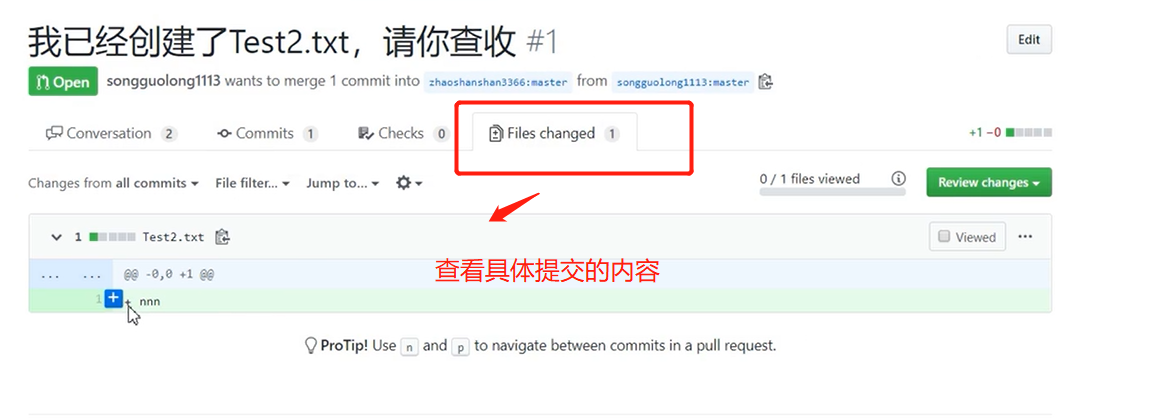 我已经创建了Test2.txt，请你查收 #1
Edit
Open songguolong1113 wants to merge 1 commit into zhaoshanshan3366:master from songguolong1113:master
Conversation 2 Commits 1 Checks 0 Files changed 1 +1 −0
Changes from all commits File filter... Jump to... 0 / 1 files viewed Review changes
1 Test2.txt Viewed ...
... ... @@ -0,0 +1 @@
查看具体提交的内容
1 + + nnn
ProTip! Use n and p to navigate between commits in a pull request.